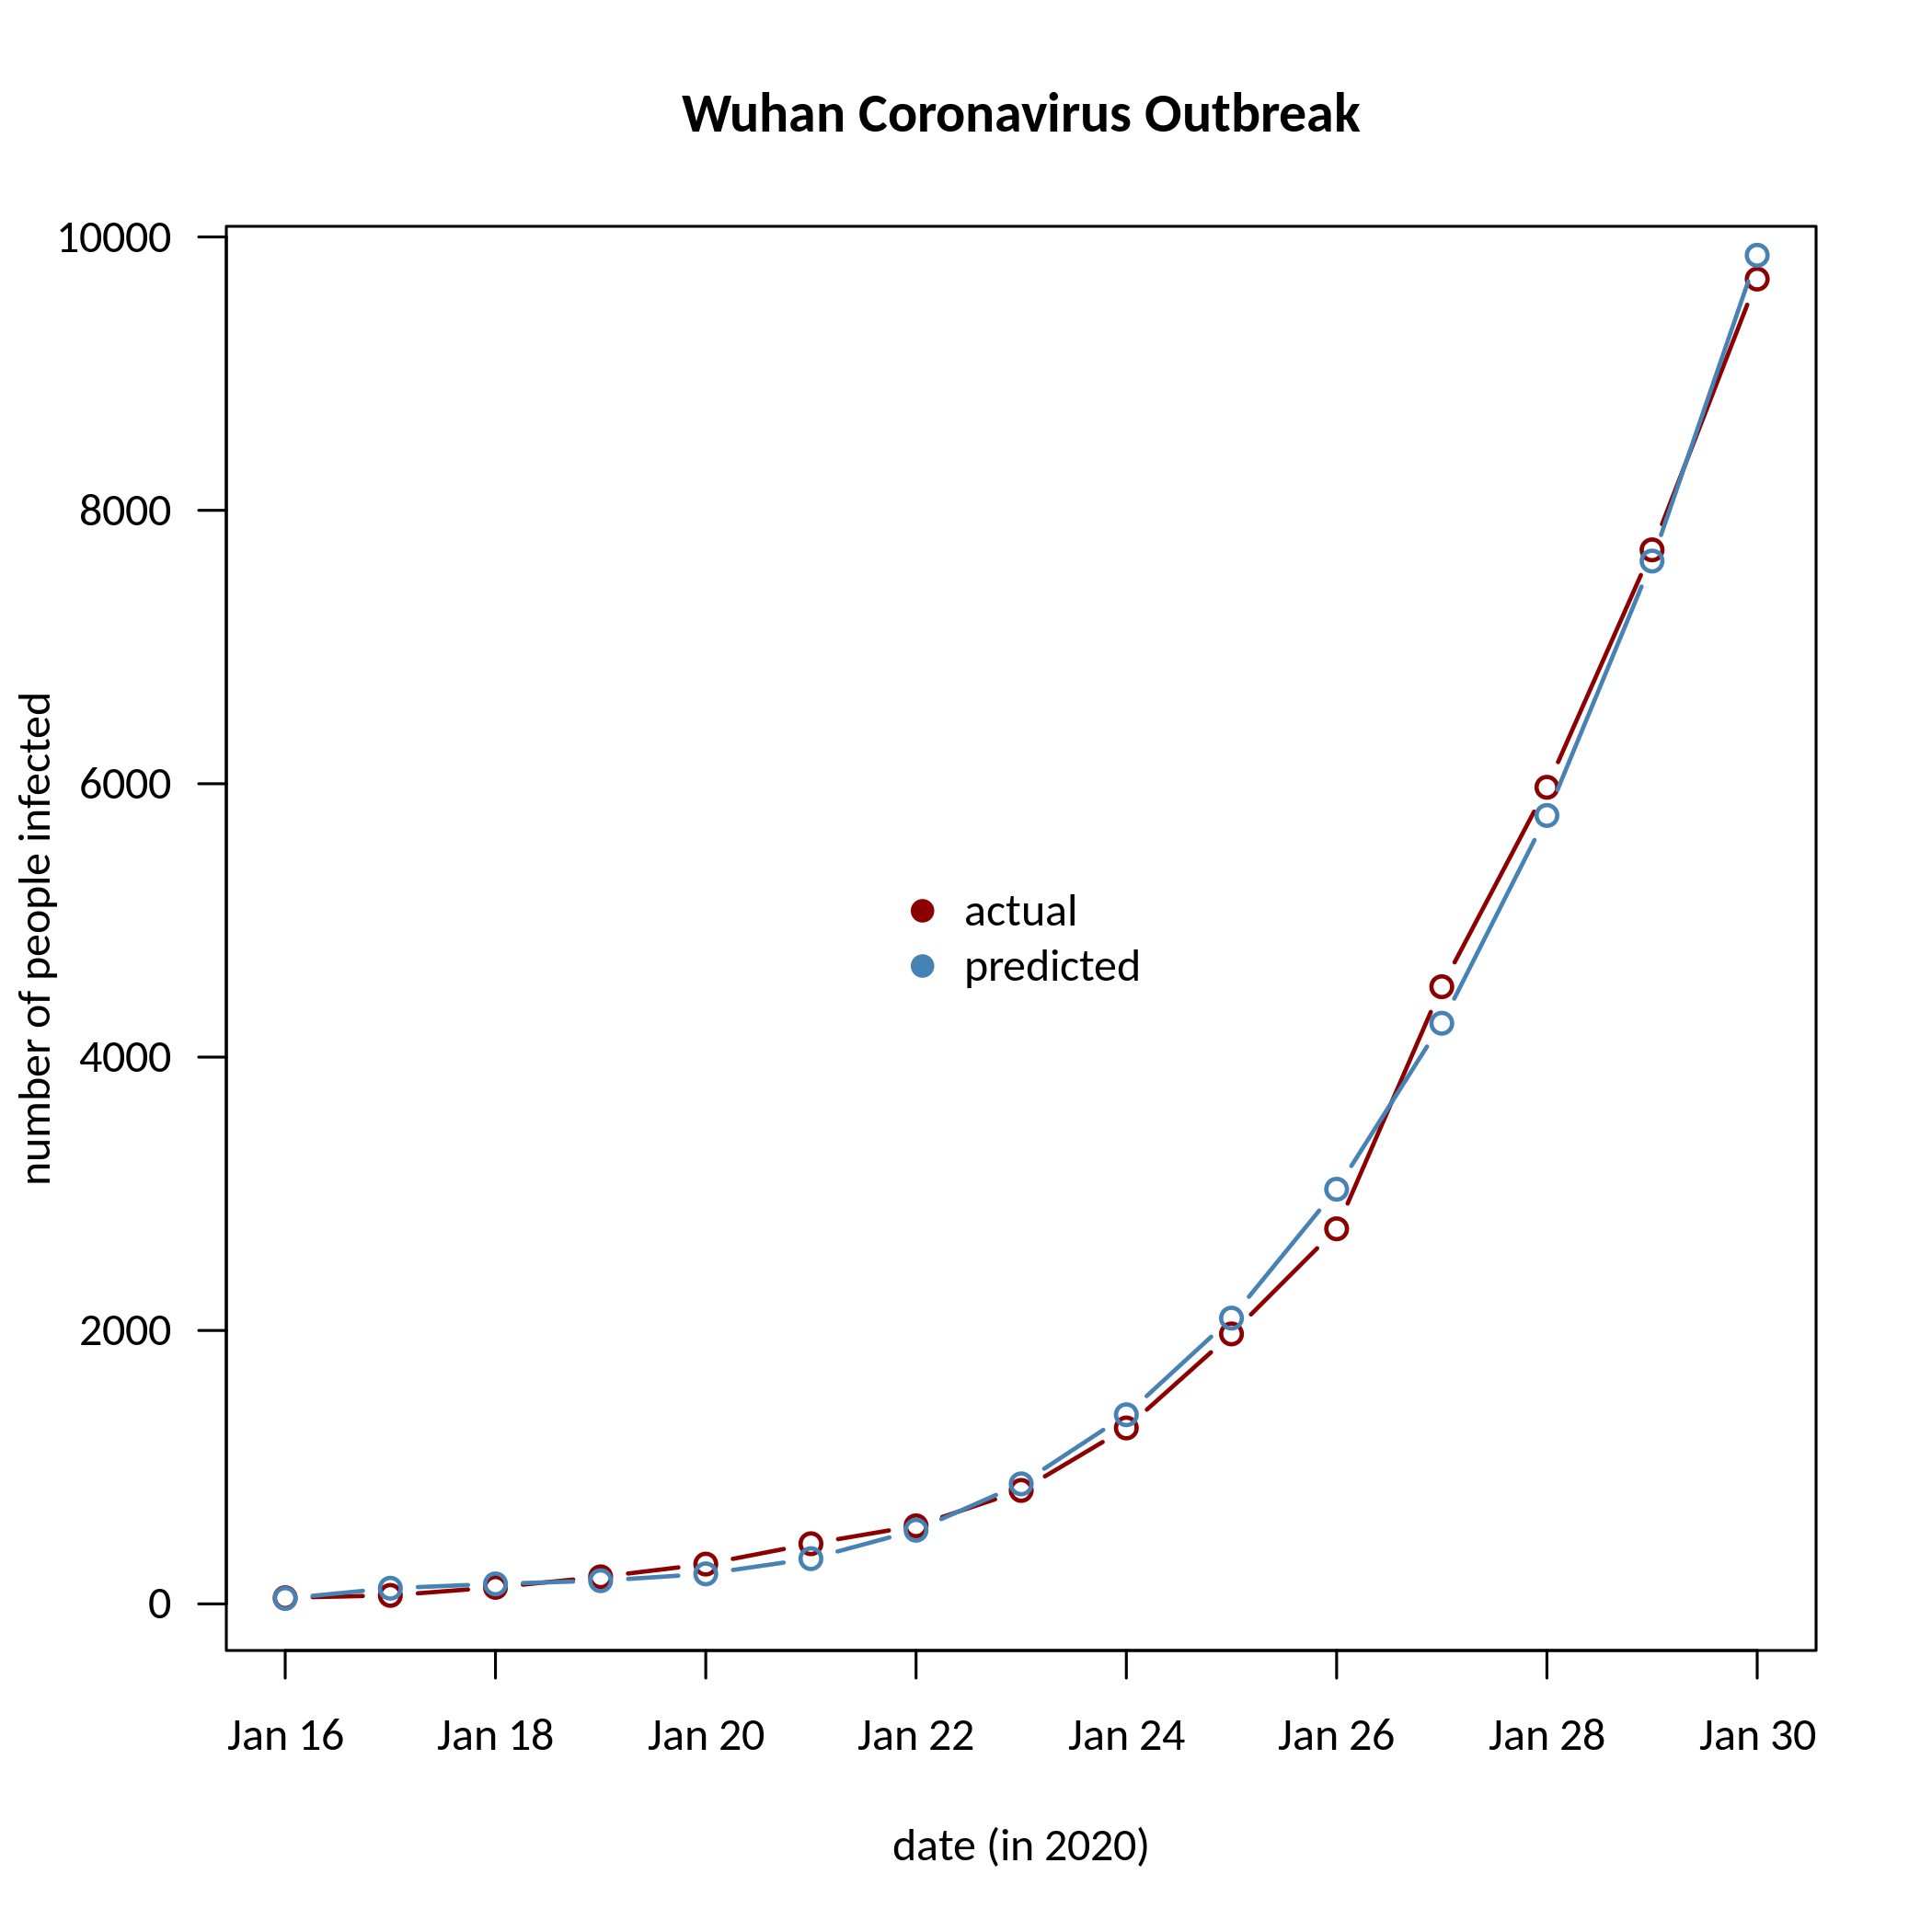 Wuhan Coronavirus Outbreak
10000
8000
6000
4000
2000
0
number of people infected
actual
predicted
Jan 16 Jan 18 Jan 20 Jan 22 Jan 24 Jan 26 Jan 28 Jan 30
date (in 2020)